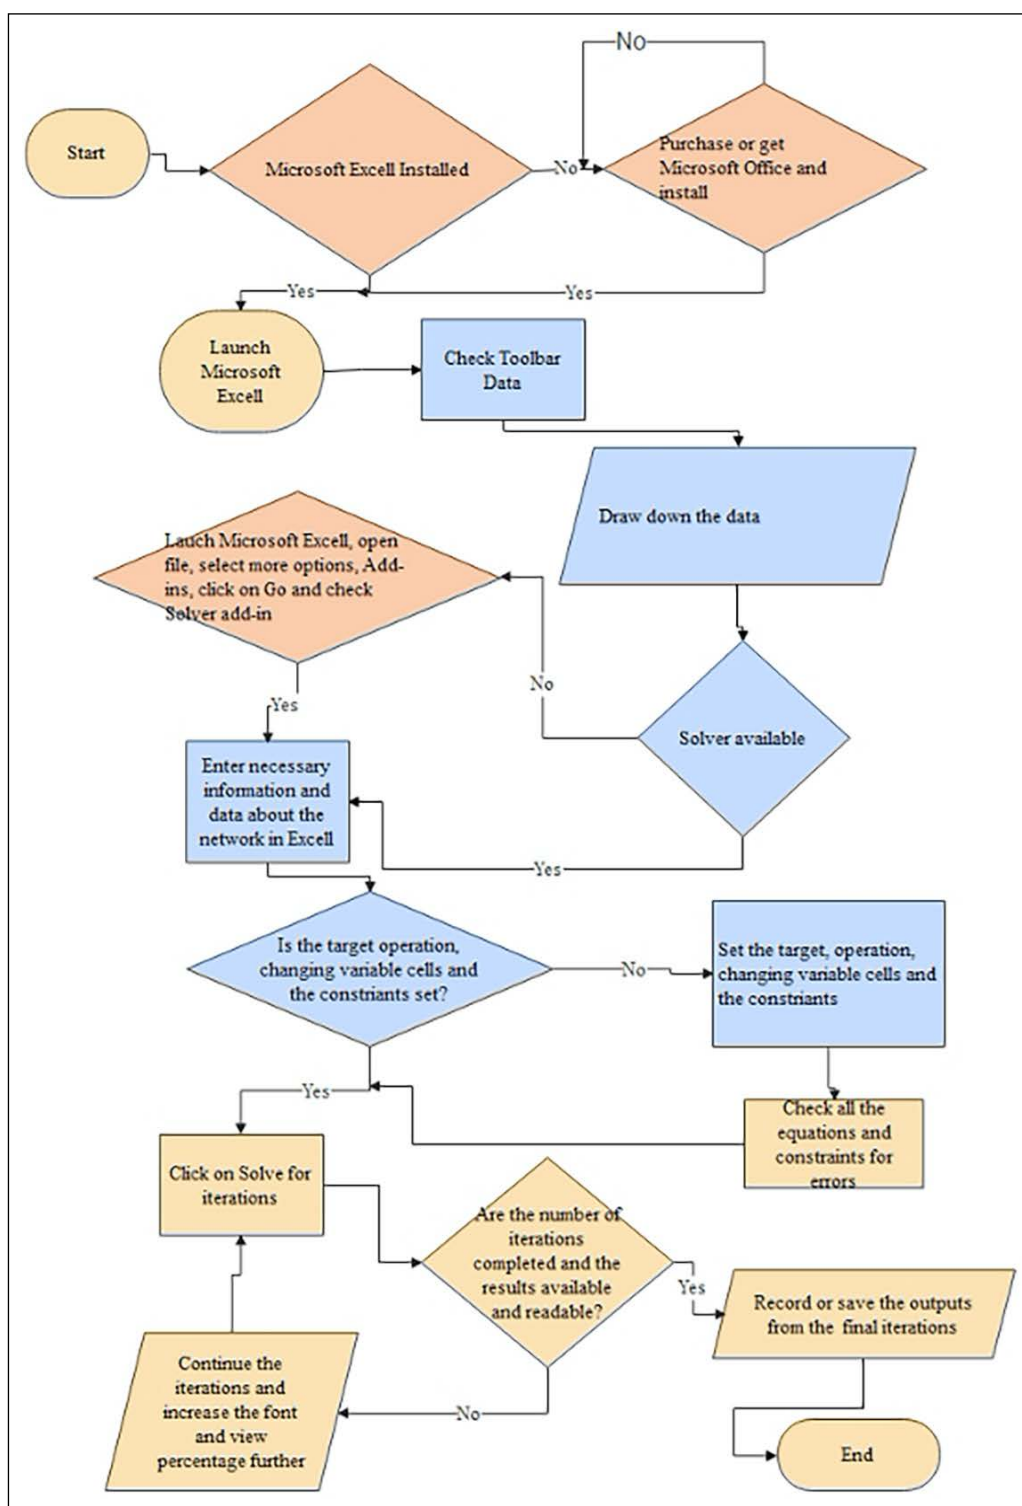 No
Start
Microsoft Excell Installed
No
Purchase or get
Microsoft Office and
install
Yes
Yes
Launch
Microsoft
Excell
Check Toolbar
Data
Draw down the data
Lauch Microsoft Excell, open
file, select more options, Add-
ins, click on Go and check
Solver add-in
No
Solver available
Yes
Enter necessary
information and
data about the
network in Excell
Yes
Is the target operation,
changing variable cells and
the constriants set?
No
Set the target, operation,
changing variable cells and
the constriants
Yes
Check all the
equations and
constraints for
errors
Click on Solve for
iterations
Are the number of
iterations
completed and the
results available
and readable?
Yes
Record or save the outputs
from the final iterations
Continue the
iterations and
increase the font
and view
percentage further
No
End